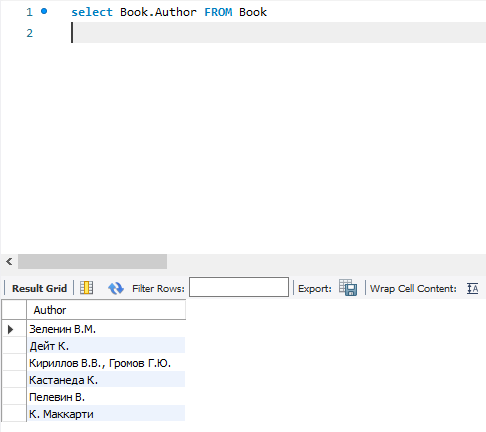 1 select Book.Author FROM Book
2
Result Grid Filter Rows: Export: Wrap Cell Content:
Author
Зеленин В.М.
Дейт К.
Кириллов В.В., Громов Г.Ю.
Кастанеда К.
Пелевин В.
К. Маккарти